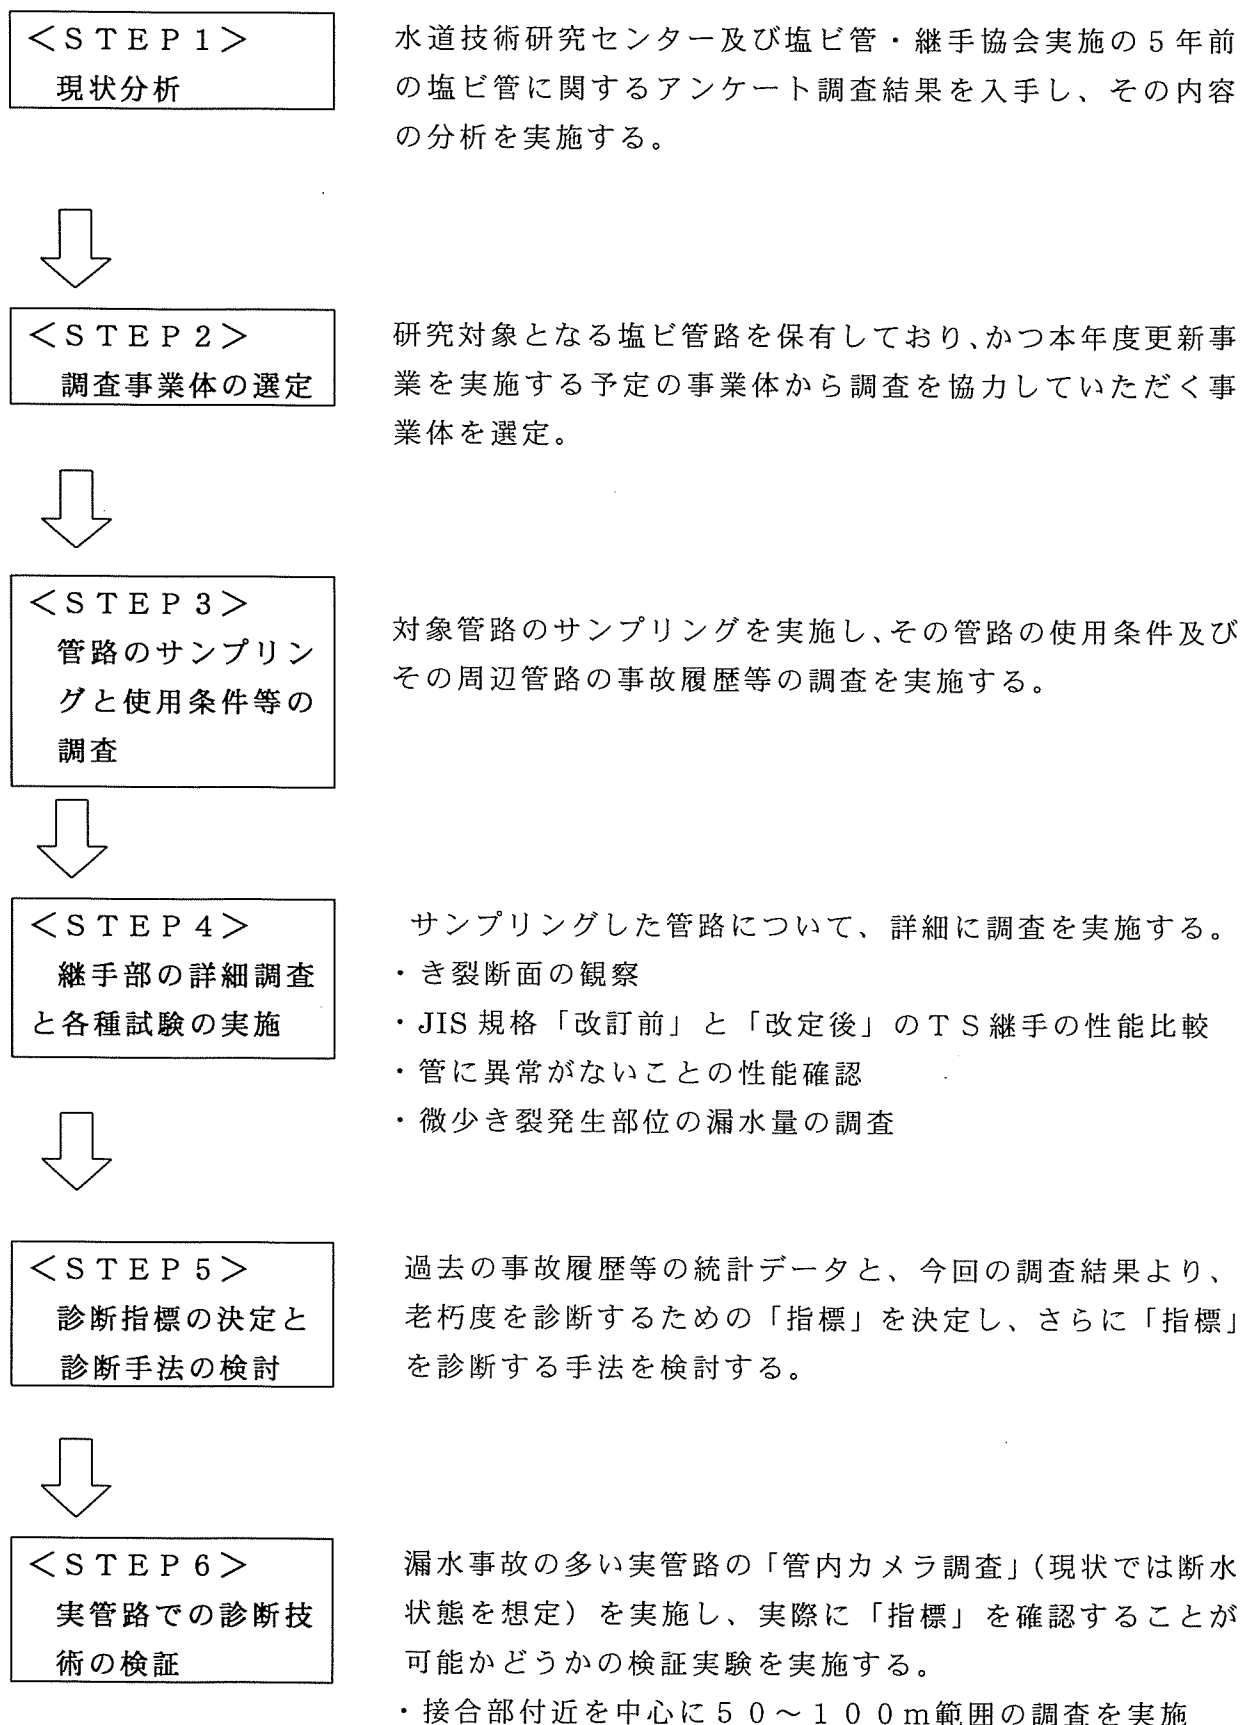 ＜ＳＴＥＰ１＞
現状分析
水道技術研究センター及び塩ビ管・継手協会実施の５年前
の塩ビ管に関するアンケート調査結果を入手し、その内容
の分析を実施する。
＜ＳＴＥＰ２＞
調査事業体の選定
研究対象となる塩ビ管路を保有しており、かつ本年度更新事
業を実施する予定の事業体から調査を協力していただく事
業体を選定。
＜ＳＴＥＰ３＞
管路のサンプリン
グと使用条件等の
調査
対象管路のサンプリングを実施し、その管路の使用条件及び
その周辺管路の事故履歴等の調査を実施する。
＜ＳＴＥＰ４＞
継手部の詳細調査
と各種試験の実施
サンプリングした管路について、詳細に調査を実施する。
・き裂断面の観察
・JIS 規格「改訂前」と「改定後」のＴＳ継手の性能比較
・管に異常がないことの性能確認
・微少き裂発生部位の漏水量の調査
＜ＳＴＥＰ５＞
診断指標の決定と
診断手法の検討
過去の事故履歴等の統計データと、今回の調査結果より、
老朽度を診断するための「指標」を決定し、さらに「指標」
を診断する手法を検討する。
＜ＳＴＥＰ６＞
実管路での診断技
術の検証
漏水事故の多い実管路の「管内カメラ調査」（現状では断水
状態を想定）を実施し、実際に「指標」を確認することが
可能かどうかの検証実験を実施する。
・接合部付近を中心に５０～１００ｍ範囲の調査を実施